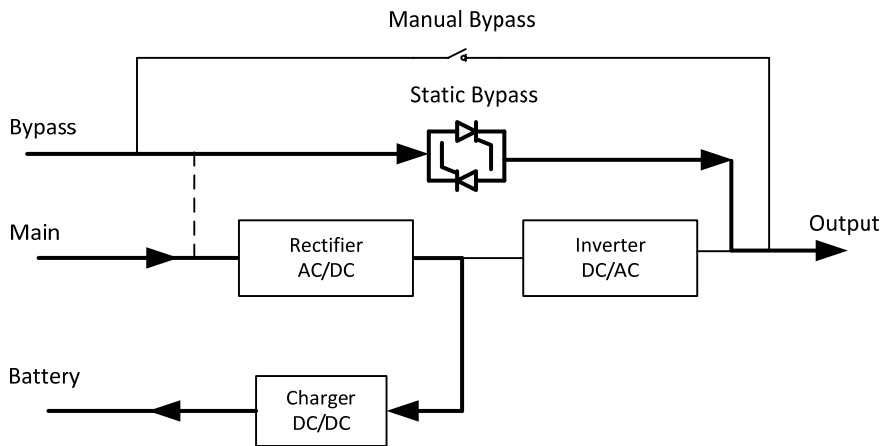 Manual Bypass
Static Bypass
Bypass
Main
Rectifier
AC/DC
Inverter
DC/AC
Output
Battery
Charger
DC/DC